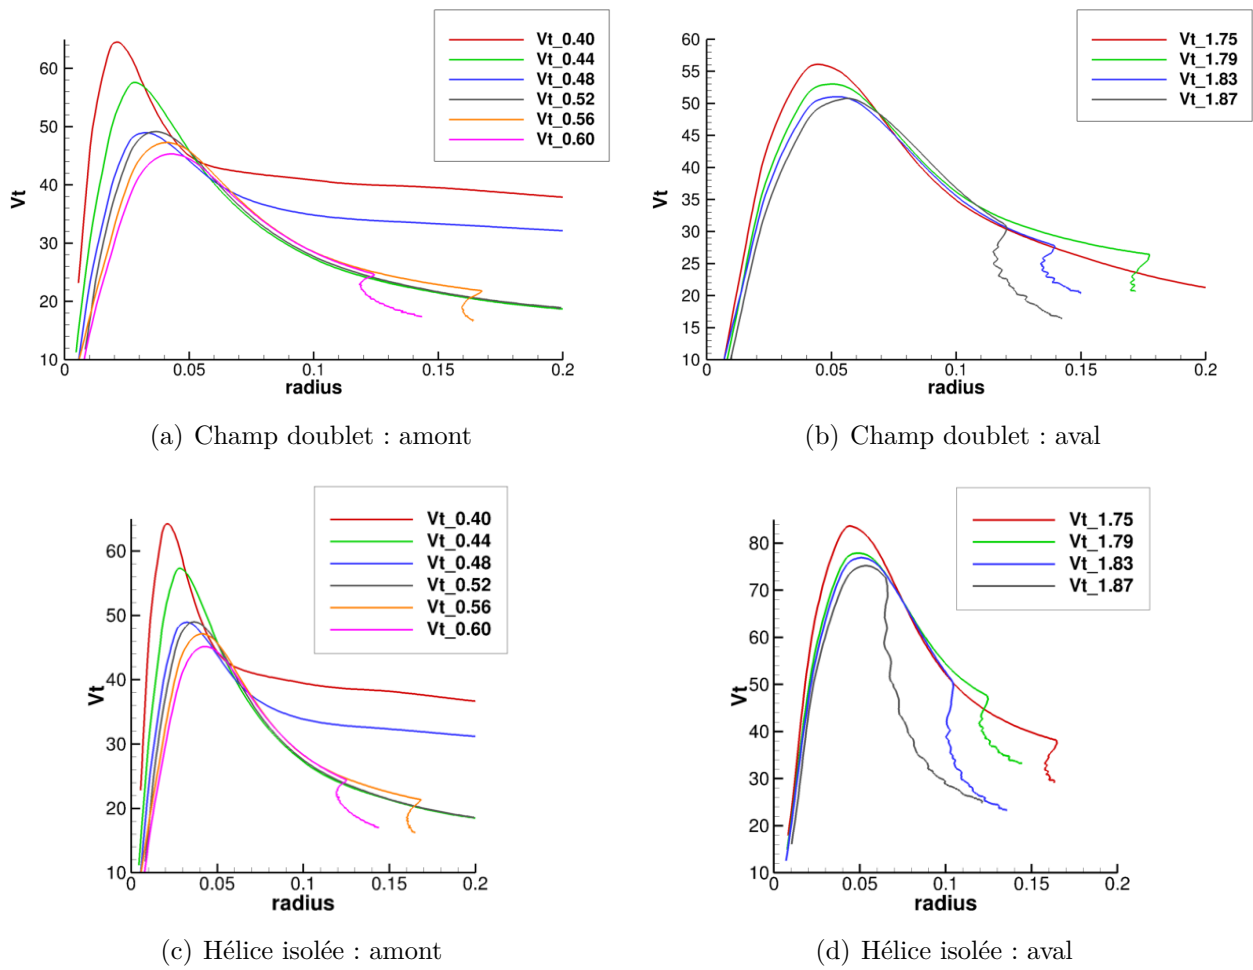 Vt_0.40
Vt_0.44
Vt_0.48
Vt_0.52
Vt_0.56
Vt_0.60
60
50
40
30
20
10
Vt
0 0.05 0.1 0.15 0.2
radius
(a) Champ doublet : amont
Vt_1.75
Vt_1.79
Vt_1.83
Vt_1.87
60
55
50
45
40
35
30
25
20
15
10
Vt
0 0.05 0.1 0.15 0.2
radius
(b) Champ doublet : aval
Vt_0.40
Vt_0.44
Vt_0.48
Vt_0.52
Vt_0.56
Vt_0.60
60
50
40
30
20
10
Vt
0 0.05 0.1 0.15 0.2
radius
(c) Hélice isolée : amont
Vt_1.75
Vt_1.79
Vt_1.83
Vt_1.87
80
70
60
50
40
30
20
10
Vt
0 0.05 0.1 0.15 0.2
radius
(d) Hélice isolée : aval